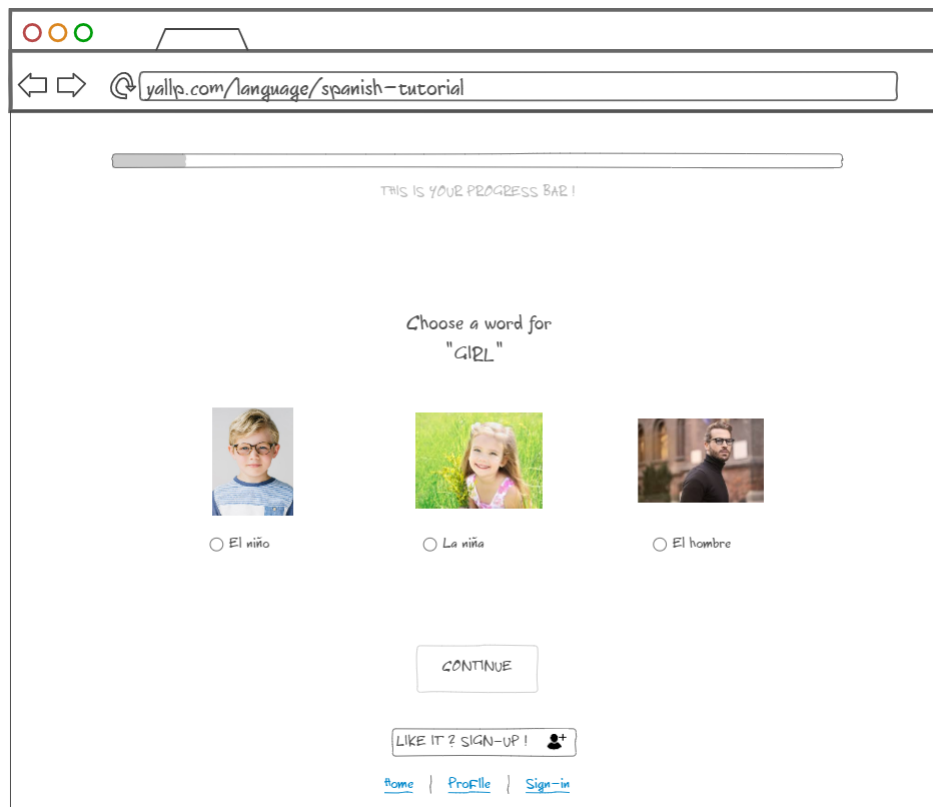 yallp.com/language/spanish-tutorial
THIS IS YOUR PROGRESS BAR !
Choose a word for
"GIRL"
El niño
La niña
El hombre
CONTINUE
LIKE IT ? SIGN-UP !
Home | Profile | Sign-in